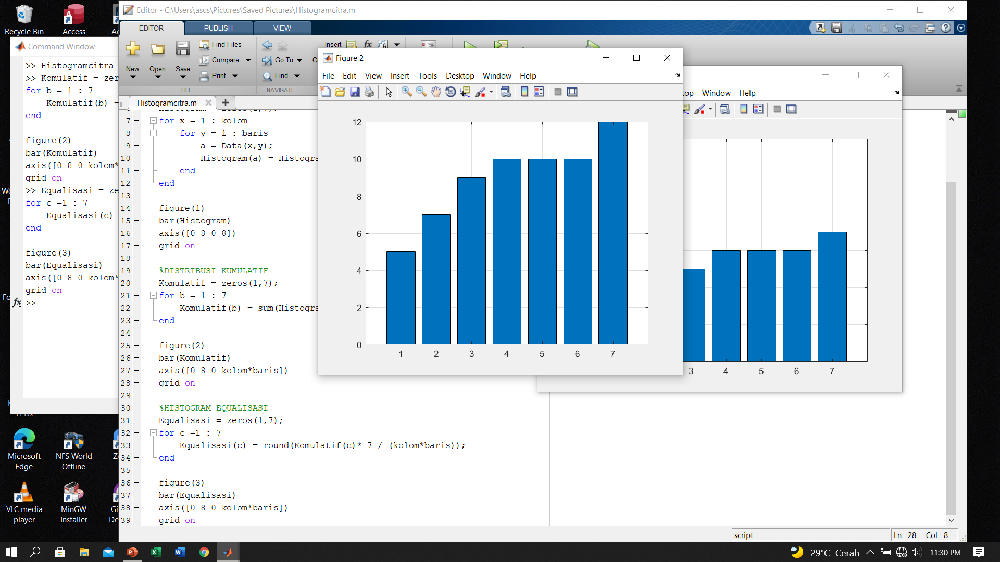 Recycle Bin
Access
Editor - C:\Users\asus\Pictures\Saved Pictures\Histogramcitra.m
EDITOR
PUBLISH
VIEW
New
Open
Save
Find Files
Compare
Print
FILE
Go To
Find
NAVIGATE
Insert
fx
Command Window
>> Histogramcitra
>> Komulatif = zer
for b = 1 : 7
Komulatif(b) =
end
figure(2)
bar(Komulatif)
axis([0 8 0 kolom*
grid on
>> Equalisasi = ze
for c =1 : 7
Equalisasi(c)
end
figure(3)
bar(Equalisasi)
axis([0 8 0 kolom*
grid on
fx >>
Histogramcitra.m
7 for x = 1 : kolom
8 for y = 1 : baris
9 a = Data(x,y);
10 Histogram(a) = Histogra
11 end
12 end
13
14 figure(1)
15 bar(Histogram)
16 axis([0 8 0 8])
17 grid on
18
19 %DISTRIBUSI KUMULATIF
20 Komulatif = zeros(1,7);
21 for b = 1 : 7
22 Komulatif(b) = sum(Histogra
23 end
24
25 figure(2)
26 bar(Komulatif)
27 axis([0 8 0 kolom*baris])
28 grid on
29
30 %HISTOGRAM EQUALISASI
31 Equalisasi = zeros(1,7);
32 for c =1 : 7
33 Equalisasi(c) = round(Komulatif(c)* 7 / (kolom*baris));
34 end
35
36 figure(3)
37 bar(Equalisasi)
38 axis([0 8 0 kolom*baris])
39 grid on
Figure 2
File Edit View Insert Tools Desktop Window Help
12
10
8
6
4
2
0
1 2 3 4 5 6 7
top Window Help
3 4 5 6 7
LEDs
Microsoft Edge
NFS World Offline
VLC media player
MinGW Installer
script
Ln 28 Col 8
29°C Cerah
11:30 PM